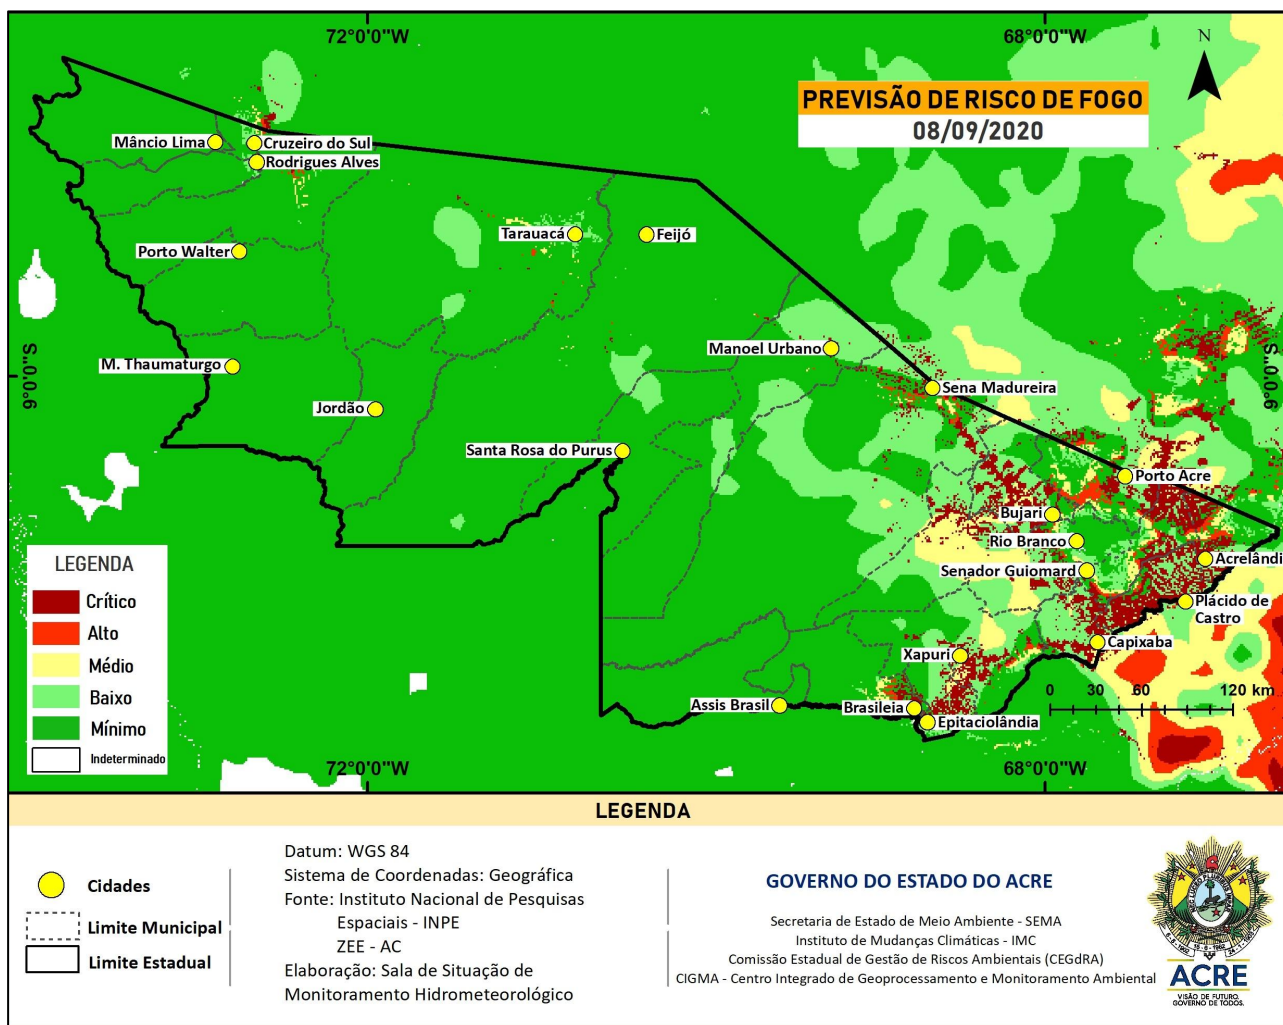 72°0'0"W
68°0'0"W
N
PREVISÃO DE RISCO DE FOGO
08/09/2020
Mâncio Lima
Cruzeiro do Sul
Rodrigues Alves
Porto Walter
Tarauacá
Feijó
9°0'0"S
9°0'0"S
M. Thaumaturgo
Manoel Urbano
Sena Madureira
Jordão
Santa Rosa do Purus
Porto Acre
Bujari
Rio Branco
Acrelândi
Senador Guiomard
Plácido de
Castro
Capixaba
Xapuri
Assis Brasil
Brasileia
Epitaciolândia
0 30 60 120 km
LEGENDA
Crítico
Alto
Médio
Baixo
Mínimo
Indeterminado
72°0'0"W
68°0'0"W
LEGENDA
Cidades
Limite Municipal
Limite Estadual
Datum: WGS 84
Sistema de Coordenadas: Geográfica
Fonte: Instituto Nacional de Pesquisas
Espaciais - INPE
ZEE - AC
Elaboração: Sala de Situação de
Monitoramento Hidrometeorológico
GOVERNO DO ESTADO DO ACRE
Secretaria de Estado de Meio Ambiente - SEMA
Instituto de Mudanças Climáticas - IMC
Comissão Estadual de Gestão de Riscos Ambientais (CEGdRA)
CIGMA - Centro Integrado de Geoprocessamento e Monitoramento Ambiental
ACRE
VISÃO DE FUTURO.
GOVERNO DE TODOS.